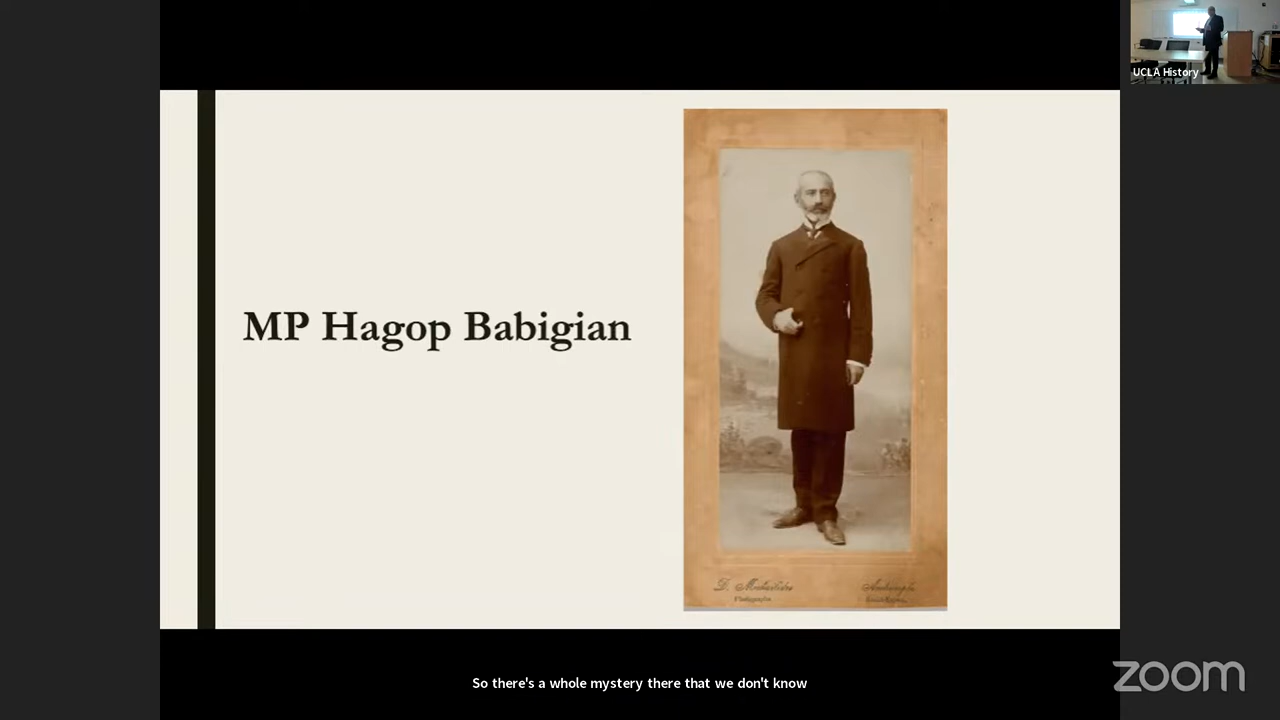 UCLA History
MP Hagop Babigian
D.
So there's a whole mystery there that we don't know
zoom